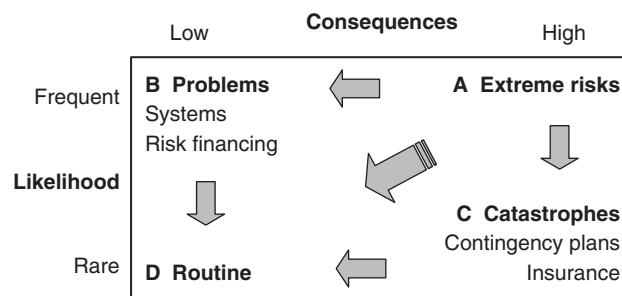 Consequences
Low High
Frequent B Problems A Extreme risks
Systems
Risk financing
Likelihood
C Catastrophes
Contingency plans
Rare D Routine Insurance